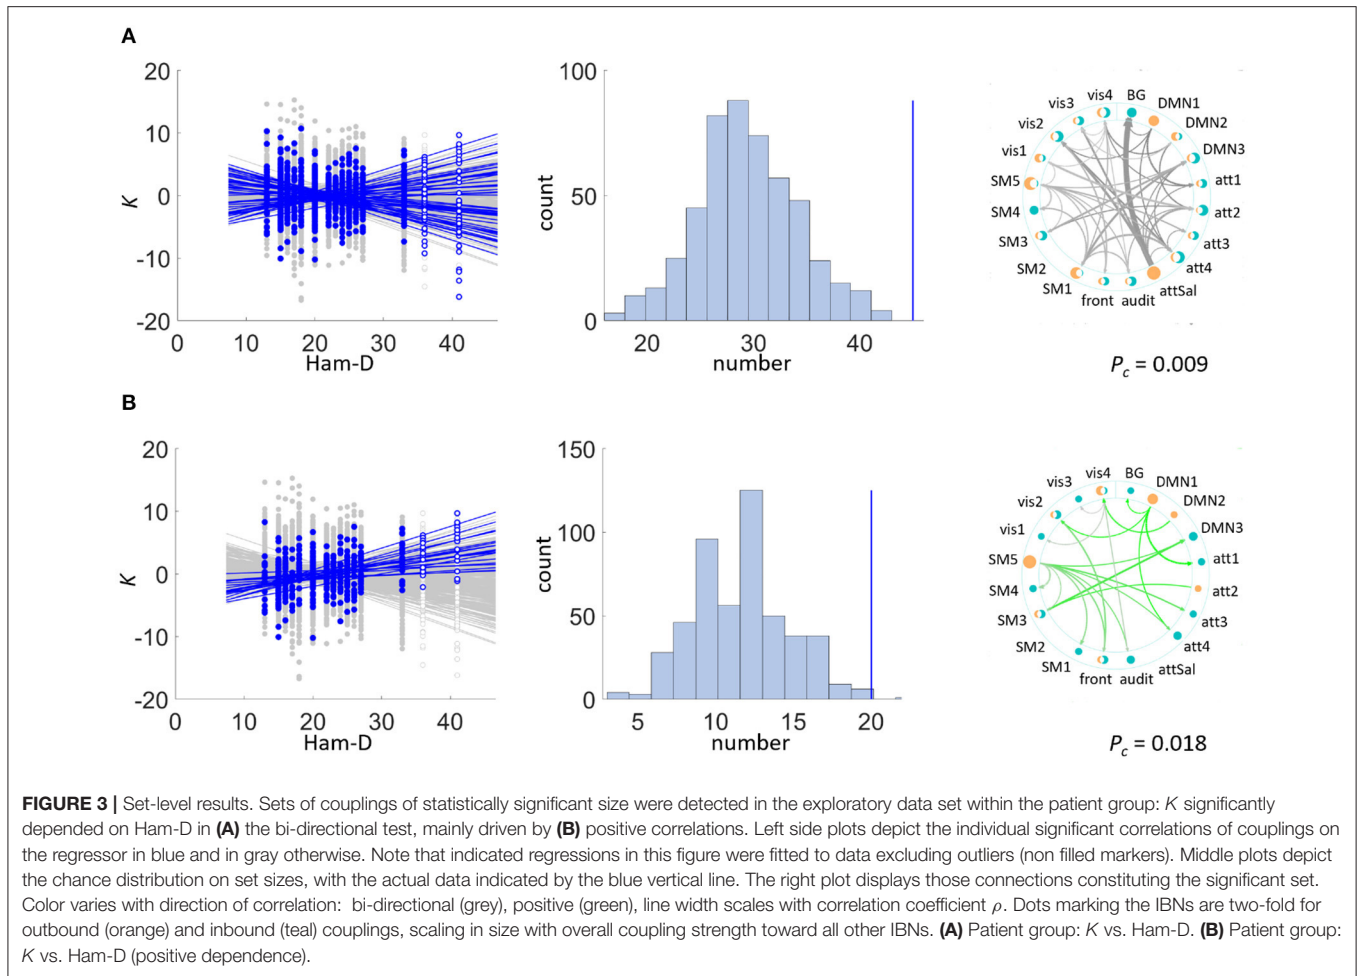 A
20
10
0
-10
-20
K
0 10 20 30 40
Ham-D
100
50
0
count
20 30 40
number
BG
DMN1
DMN2
DMN3
att1
att2
att3
att4
attSal
audit
front
SM1
SM2
SM3
SM4
SM5
vis1
vis2
vis3
vis4
Pc = 0.009
B
20
10
0
-10
-20
K
0 10 20 30 40
Ham-D
150
100
50
0
count
5 10 15 20
number
BG
DMN1
DMN2
DMN3
att1
att2
att3
att4
attSal
audit
front
SM1
SM2
SM3
SM4
SM5
vis1
vis2
vis3
vis4
Pc = 0.018
FIGURE 3 | Set-level results. Sets of couplings of statistically significant size were detected in the exploratory data set within the patient group: K significantly
depended on Ham-D in (A) the bi-directional test, mainly driven by (B) positive correlations. Left side plots depict the individual significant correlations of couplings on
the regressor in blue and in gray otherwise. Note that indicated regressions in this figure were fitted to data excluding outliers (non filled markers). Middle plots depict
the chance distribution on set sizes, with the actual data indicated by the blue vertical line. The right plot displays those connections constituting the significant set.
Color varies with direction of correlation: bi-directional (grey), positive (green), line width scales with correlation coefficient ρ. Dots marking the IBNs are two-fold for
outbound (orange) and inbound (teal) couplings, scaling in size with overall coupling strength toward all other IBNs. (A) Patient group: K vs. Ham-D. (B) Patient group:
K vs. Ham-D (positive dependence).